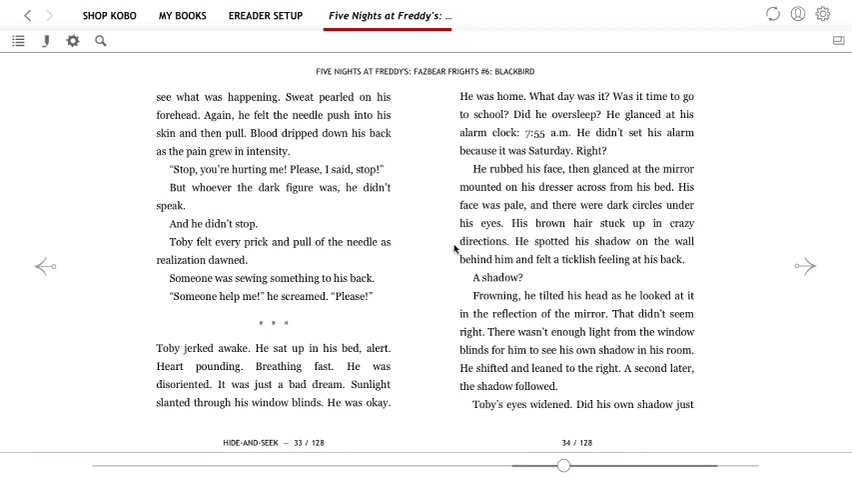 SHOP KOBO
MY BOOKS
EREADER SETUP
Five Nights at Freddy's: ...
FIVE NIGHTS AT FREDDY'S: FAZBEAR FRIGHTS #6: BLACKBIRD
see what was happening. Sweat pearled on his
forehead. Again, he felt the needle push into his
skin and then pull. Blood dripped down his back
as the pain grew in intensity.
"Stop, you're hurting me! Please, I said, stop!"
But whoever the dark figure was, he didn't
speak.
And he didn't stop.
Toby felt every prick and pull of the needle as
realization dawned.
Someone was sewing something to his back.
"Someone help me!" he screamed. "Please!"
* * *
Toby jerked awake. He sat up in his bed, alert.
Heart pounding. Breathing fast. He was
disoriented. It was just a bad dream. Sunlight
slanted through his window blinds. He was okay.
HIDE-AND-SEEK — 33 / 128
He was home. What day was it? Was it time to go
to school? Did he oversleep? He glanced at his
alarm clock: 7:55 a.m. He didn't set his alarm
because it was Saturday. Right?
He rubbed his face, then glanced at the mirror
mounted on his dresser across from his bed. His
face was pale, and there were dark circles under
his eyes. His brown hair stuck up in crazy
directions. He spotted his shadow on the wall
behind him and felt a ticklish feeling at his back.
A shadow?
Frowning, he tilted his head as he looked at it
in the reflection of the mirror. That didn't seem
right. There wasn't enough light from the window
blinds for him to see his own shadow in his room.
He shifted and leaned to the right. A second later,
the shadow followed.
Toby's eyes widened. Did his own shadow just
34 / 128